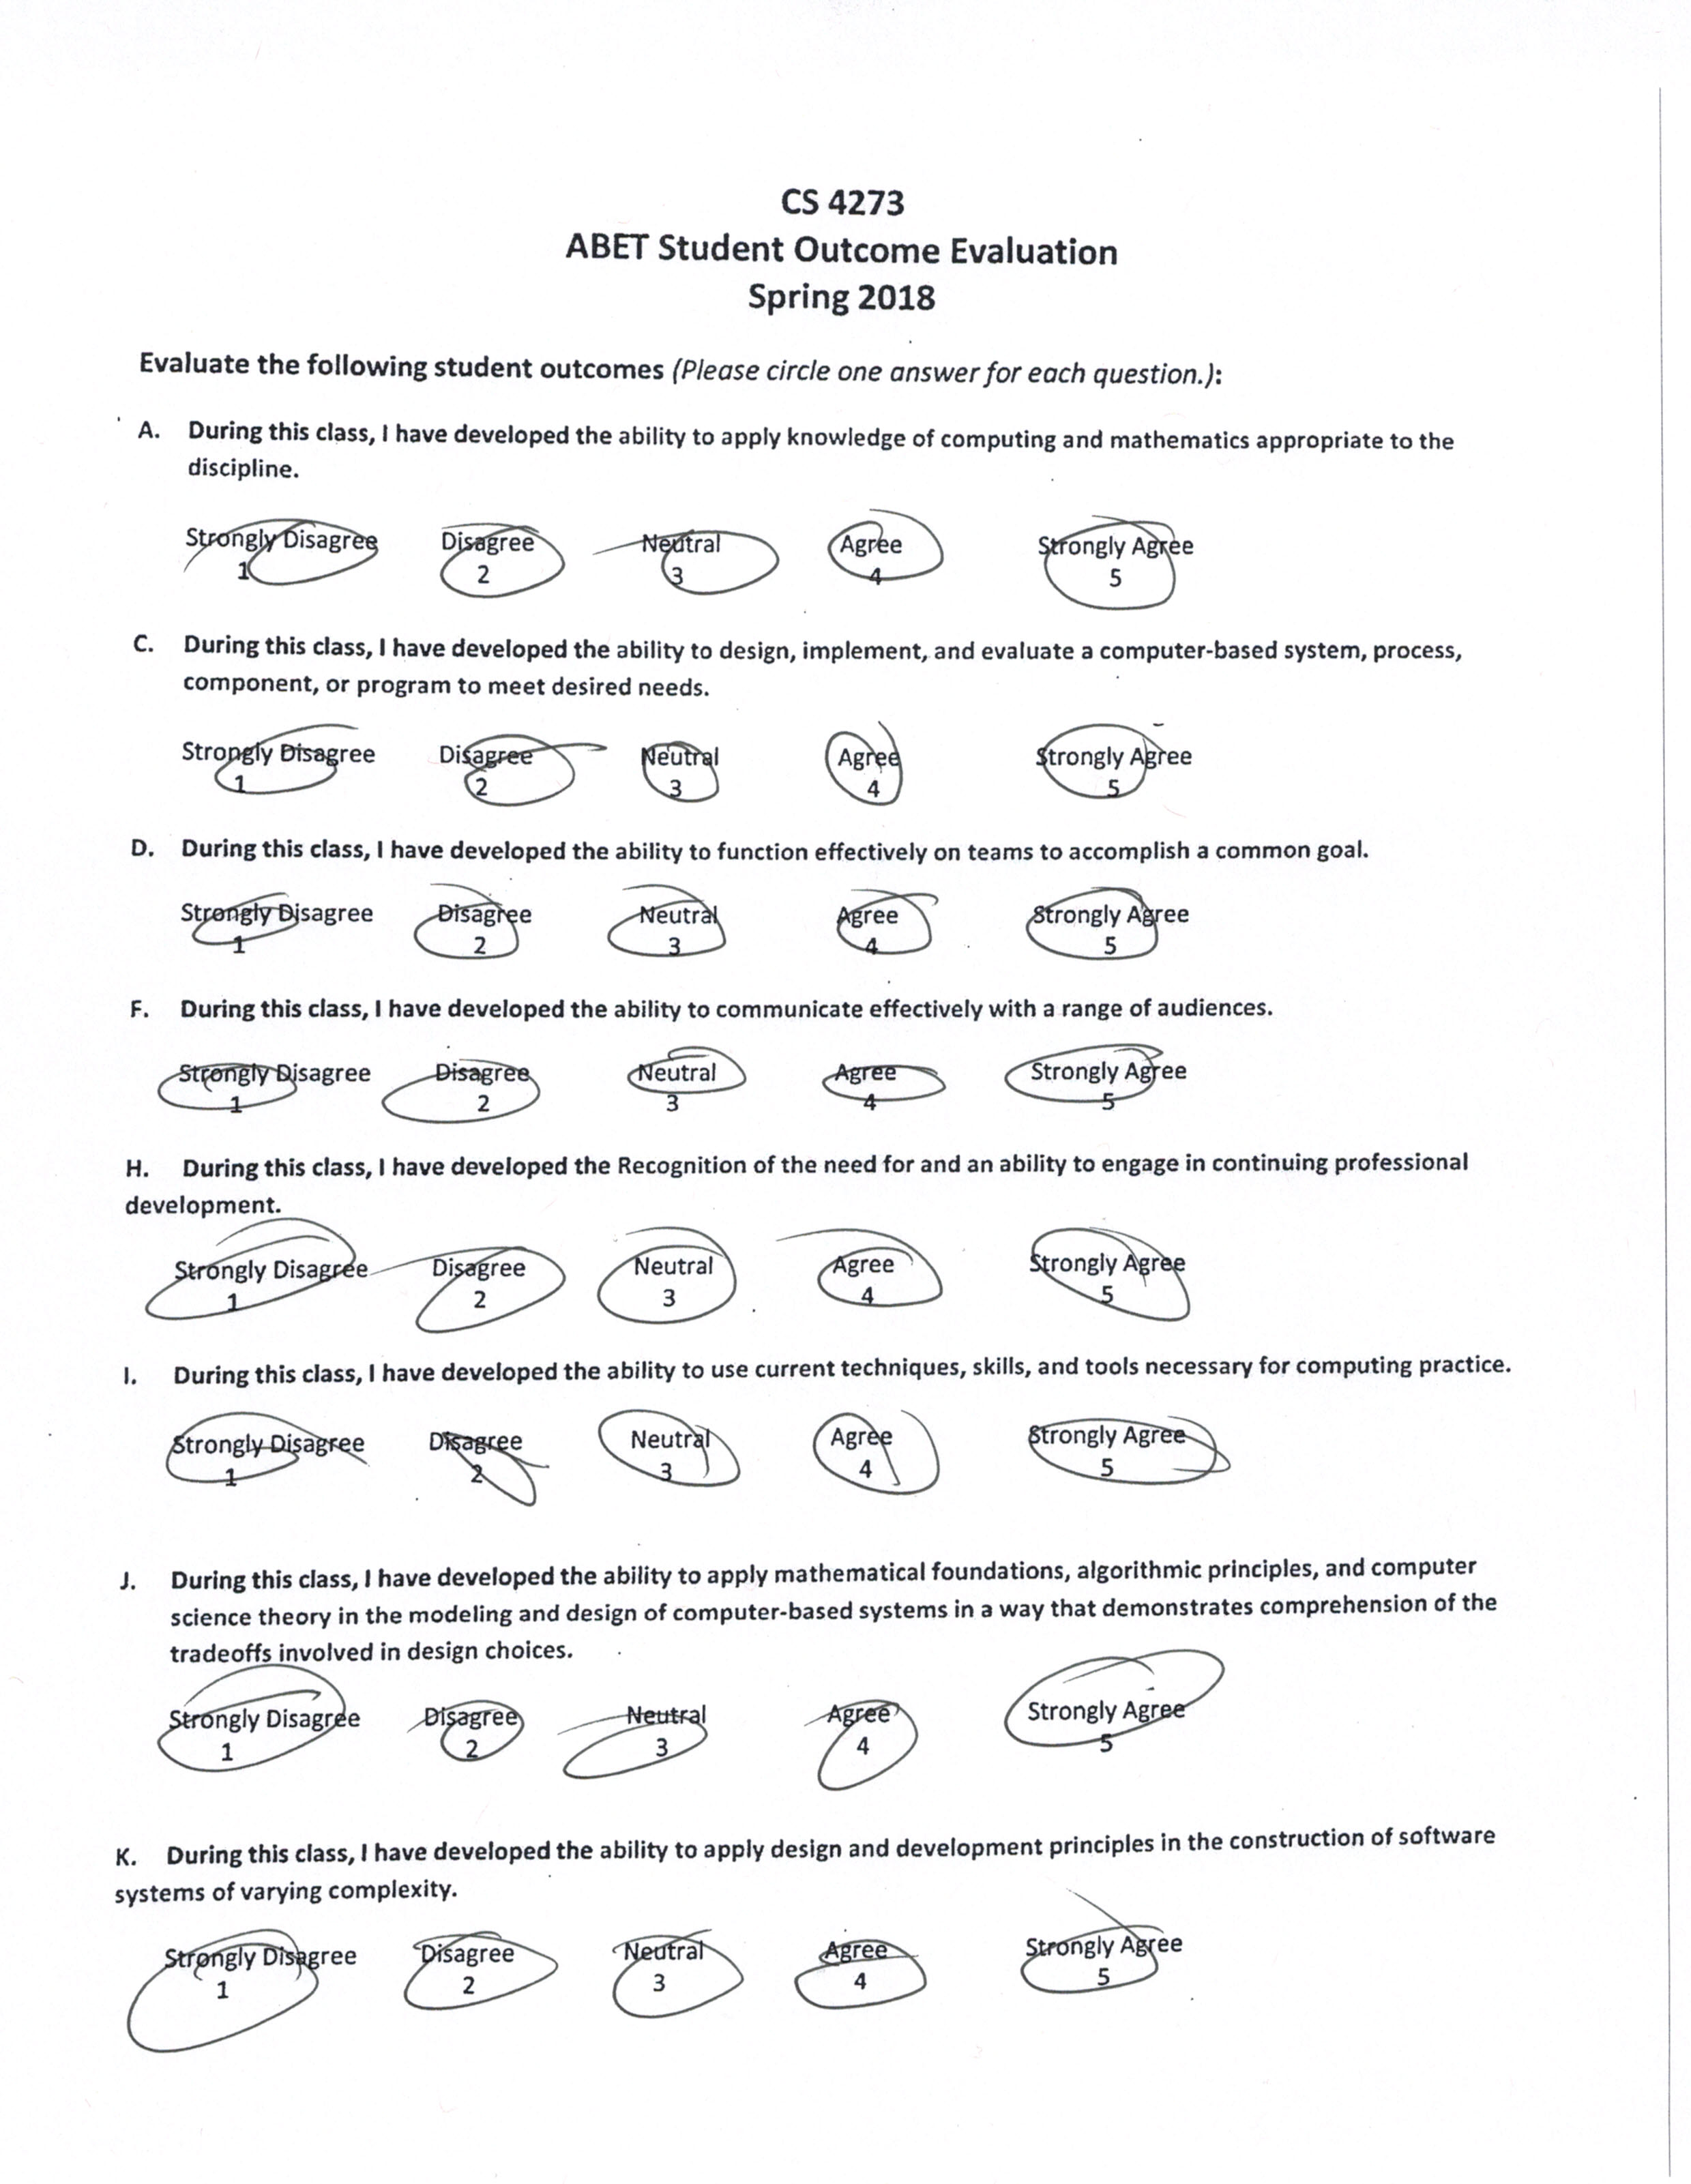 CS 4273
ABET Student Outcome Evaluation
Spring 2018
Evaluate the following student outcomes (Please circle one answer for each question.):
A. During this class, I have developed the ability to apply knowledge of computing and mathematics appropriate to the
discipline.
Strongly Disagree Disagree Neutral Agree Strongly Agree
1 2 3 4 5
C. During this class, I have developed the ability to design, implement, and evaluate a computer-based system, process,
component, or program to meet desired needs.
Strongly Disagree Disagree Neutral Agree Strongly Agree
1 2 3 4 5
D. During this class, I have developed the ability to function effectively on teams to accomplish a common goal.
Strongly Disagree Disagree Neutral Agree Strongly Agree
1 2 3 4 5
F. During this class, I have developed the ability to communicate effectively with a range of audiences.
Strongly Disagree Disagree Neutral Agree Strongly Agree
1 2 3 4 5
H. During this class, I have developed the Recognition of the need for and an ability to engage in continuing professional
development.
Strongly Disagree Disagree Neutral Agree Strongly Agree
1 2 3 4 5
I. During this class, I have developed the ability to use current techniques, skills, and tools necessary for computing practice.
Strongly Disagree Disagree Neutral Agree Strongly Agree
1 2 3 4 5
J. During this class, I have developed the ability to apply mathematical foundations, algorithmic principles, and computer
science theory in the modeling and design of computer-based systems in a way that demonstrates comprehension of the
tradeoffs involved in design choices.
Strongly Disagree Disagree Neutral Agree Strongly Agree
1 2 3 4 5
K. During this class, I have developed the ability to apply design and development principles in the construction of software
systems of varying complexity.
Strongly Disagree Disagree Neutral Agree Strongly Agree
1 2 3 4 5